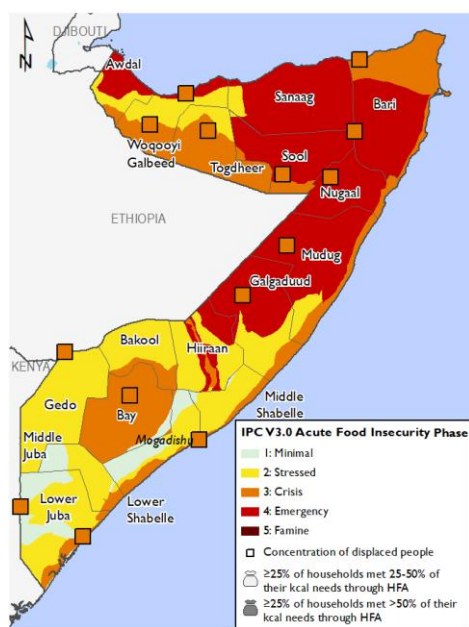 DJIBOUTI
N
Awdal
Sanaag
Bari
Woqooyi
Galbeed
Togdheer
Sool
Nugaal
ETHIOPIA
Mudug
Galgaduud
Hiiraan
Bakool
KENYA
Gedo
Bay
Middle
Shabelle
Mogadishu
Middle
Juba
Lower
Juba
Lower
Shabelle
IPC V3.0 Acute Food Insecurity Phase
1: Minimal
2: Stressed
3: Crisis
4: Emergency
5: Famine
Concentration of displaced people
≥25% of households met 25-50% of
their kcal needs through HFA
≥25% of households met >50% of their
kcal needs through HFA